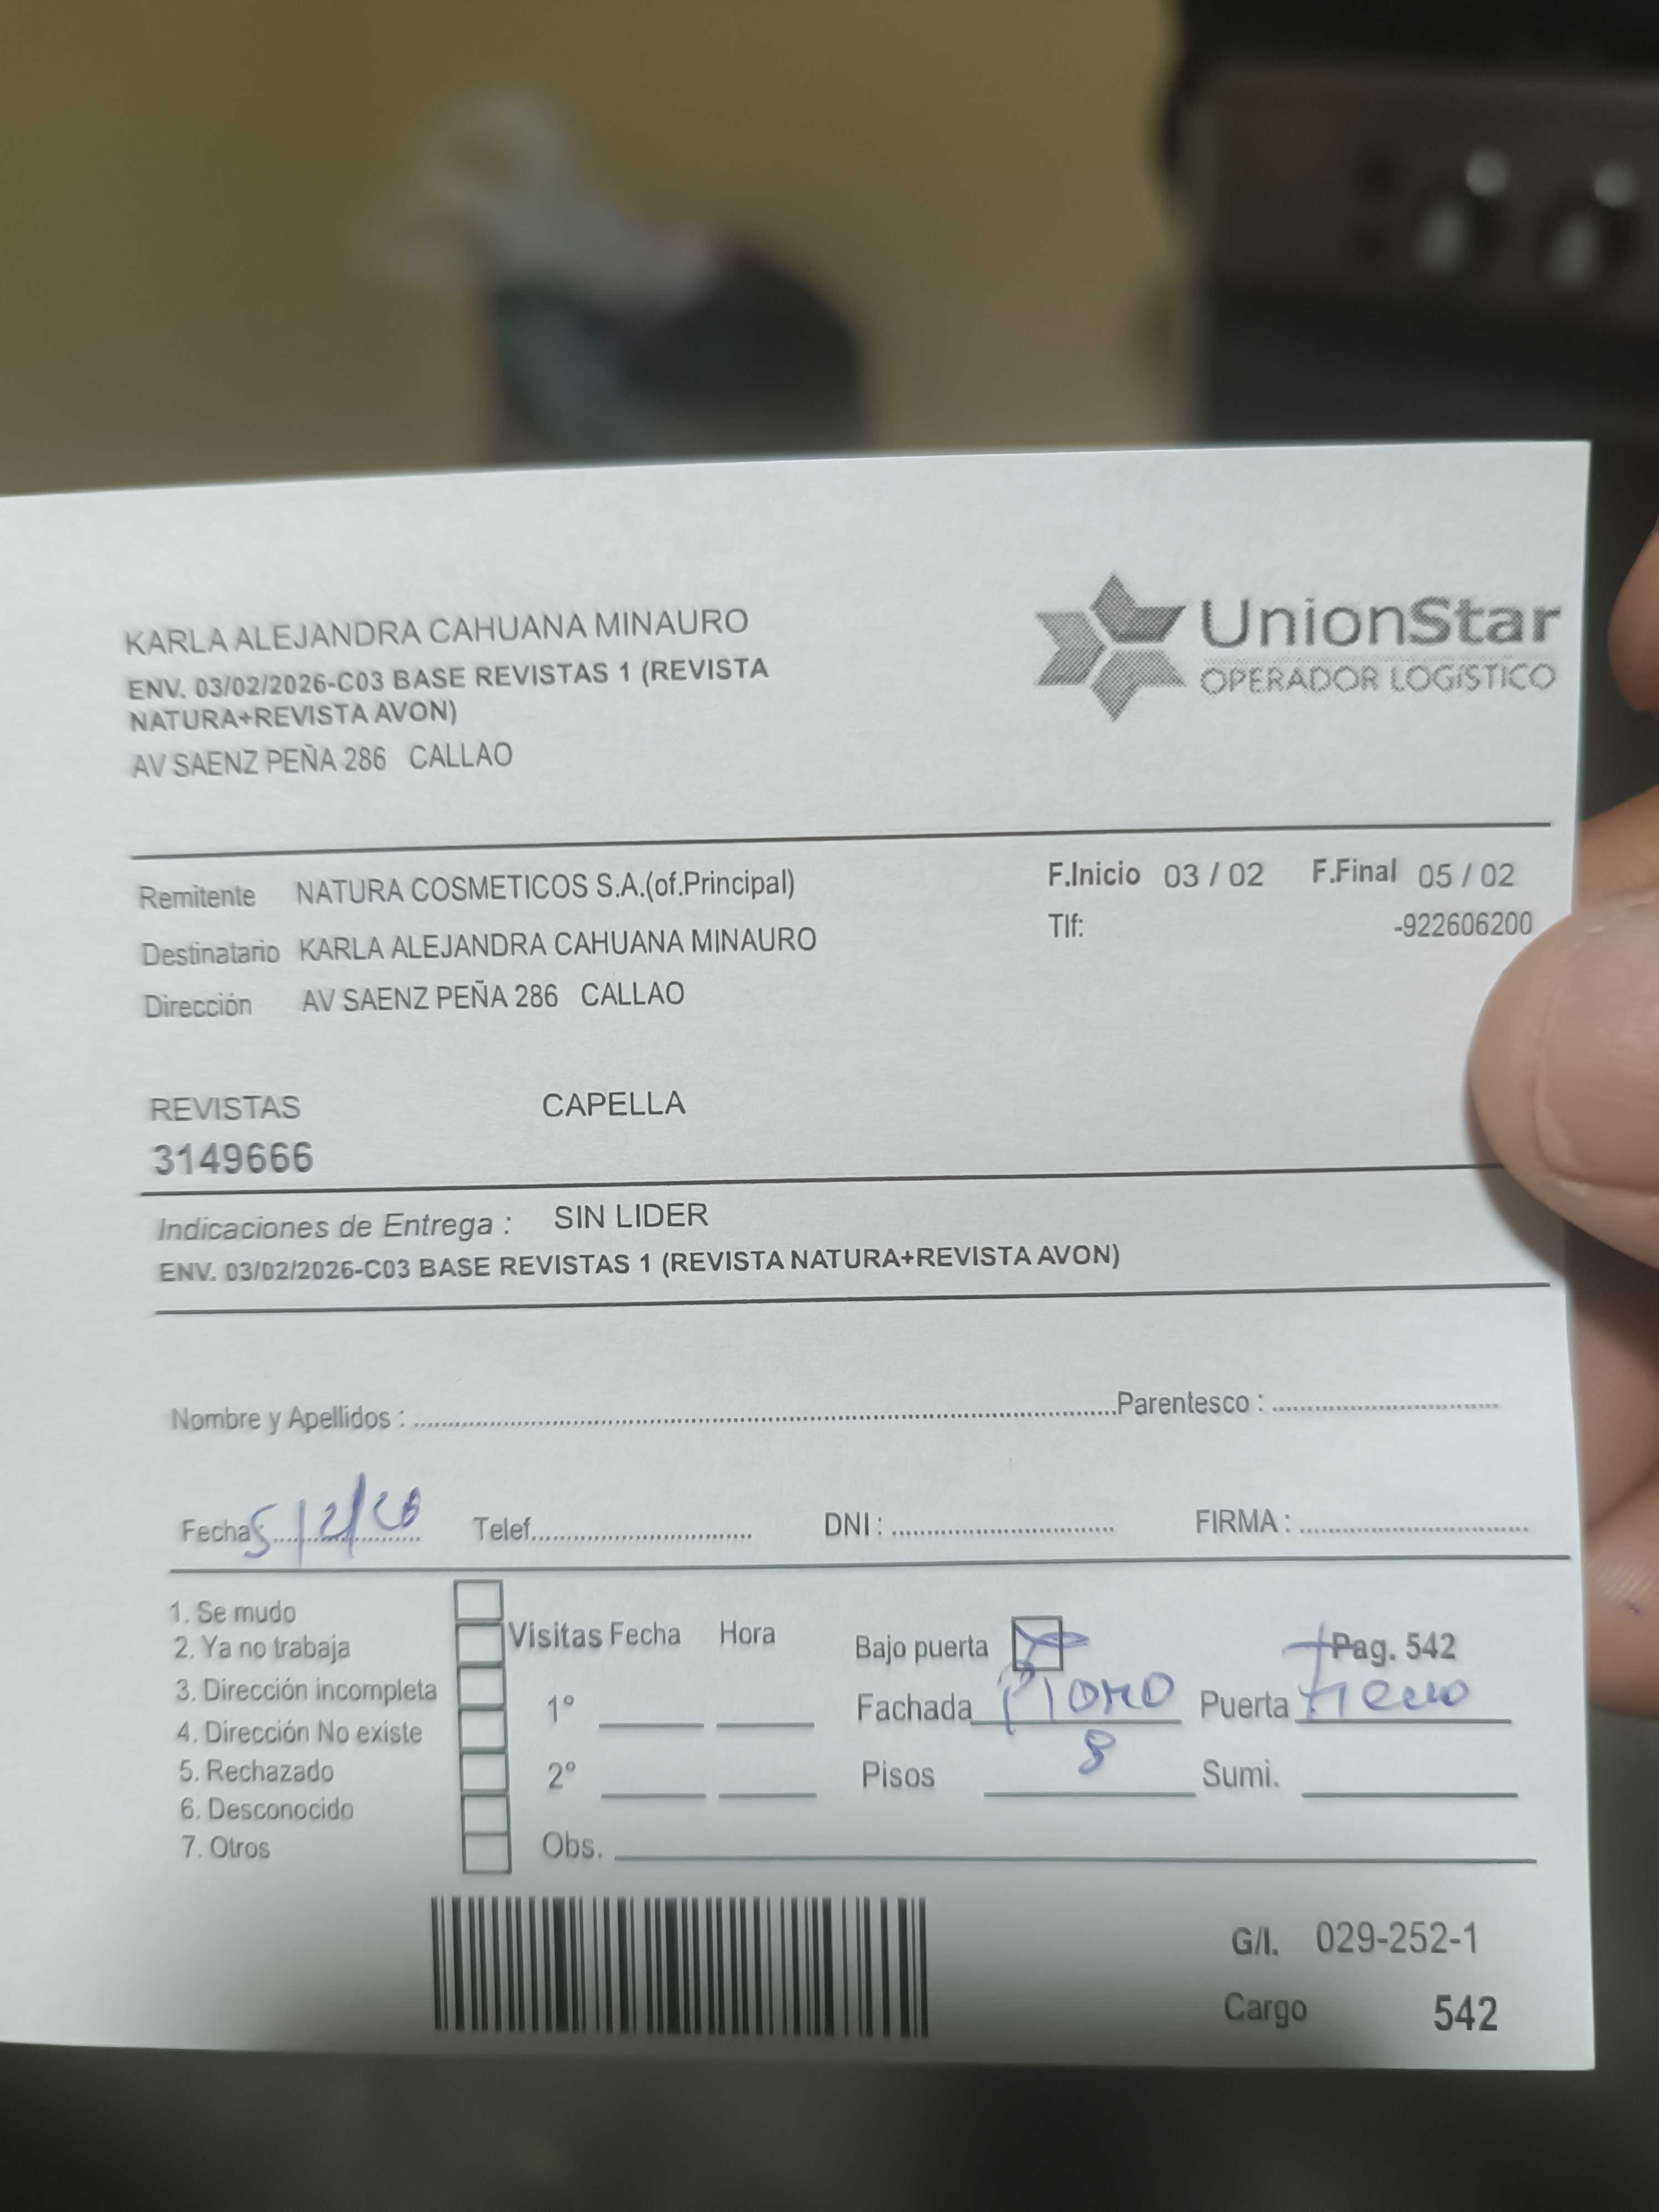 KARLA ALEJANDRA CAHUANA MINAURO
ENV. 03/02/2026-C03 BASE REVISTAS 1 (REVISTA
NATURA+REVISTA AVON)
AV SAENZ PEÑA 286 CALLAO
UnionStar
OPERADOR LOGÍSTICO
Remitente NATURA COSMETICOS S.A.(of.Principal)
F.Inicio 03 / 02 F.Final 05 / 02
Destinatario KARLA ALEJANDRA CAHUANA MINAURO
Tlf: -922606200
Dirección AV SAENZ PEÑA 286 CALLAO
REVISTAS CAPELLA
3149666
Indicaciones de Entrega : SIN LIDER
ENV. 03/02/2026-C03 BASE REVISTAS 1 (REVISTA NATURA+REVISTA AVON)
Nombre y Apellidos : Parentesco :
Fecha: 5/2/26 Telef. DNI : FIRMA :
1. Se mudo
2. Ya no trabaja
3. Dirección incompleta
4. Dirección No existe
5. Rechazado
6. Desconocido
7. Otros
Visitas Fecha Hora
1°
2°
Obs.
Bajo puerta Pag. 542
Fachada Puerta
Pisos 8 Sumi.
G/I. 029-252-1
Cargo 542